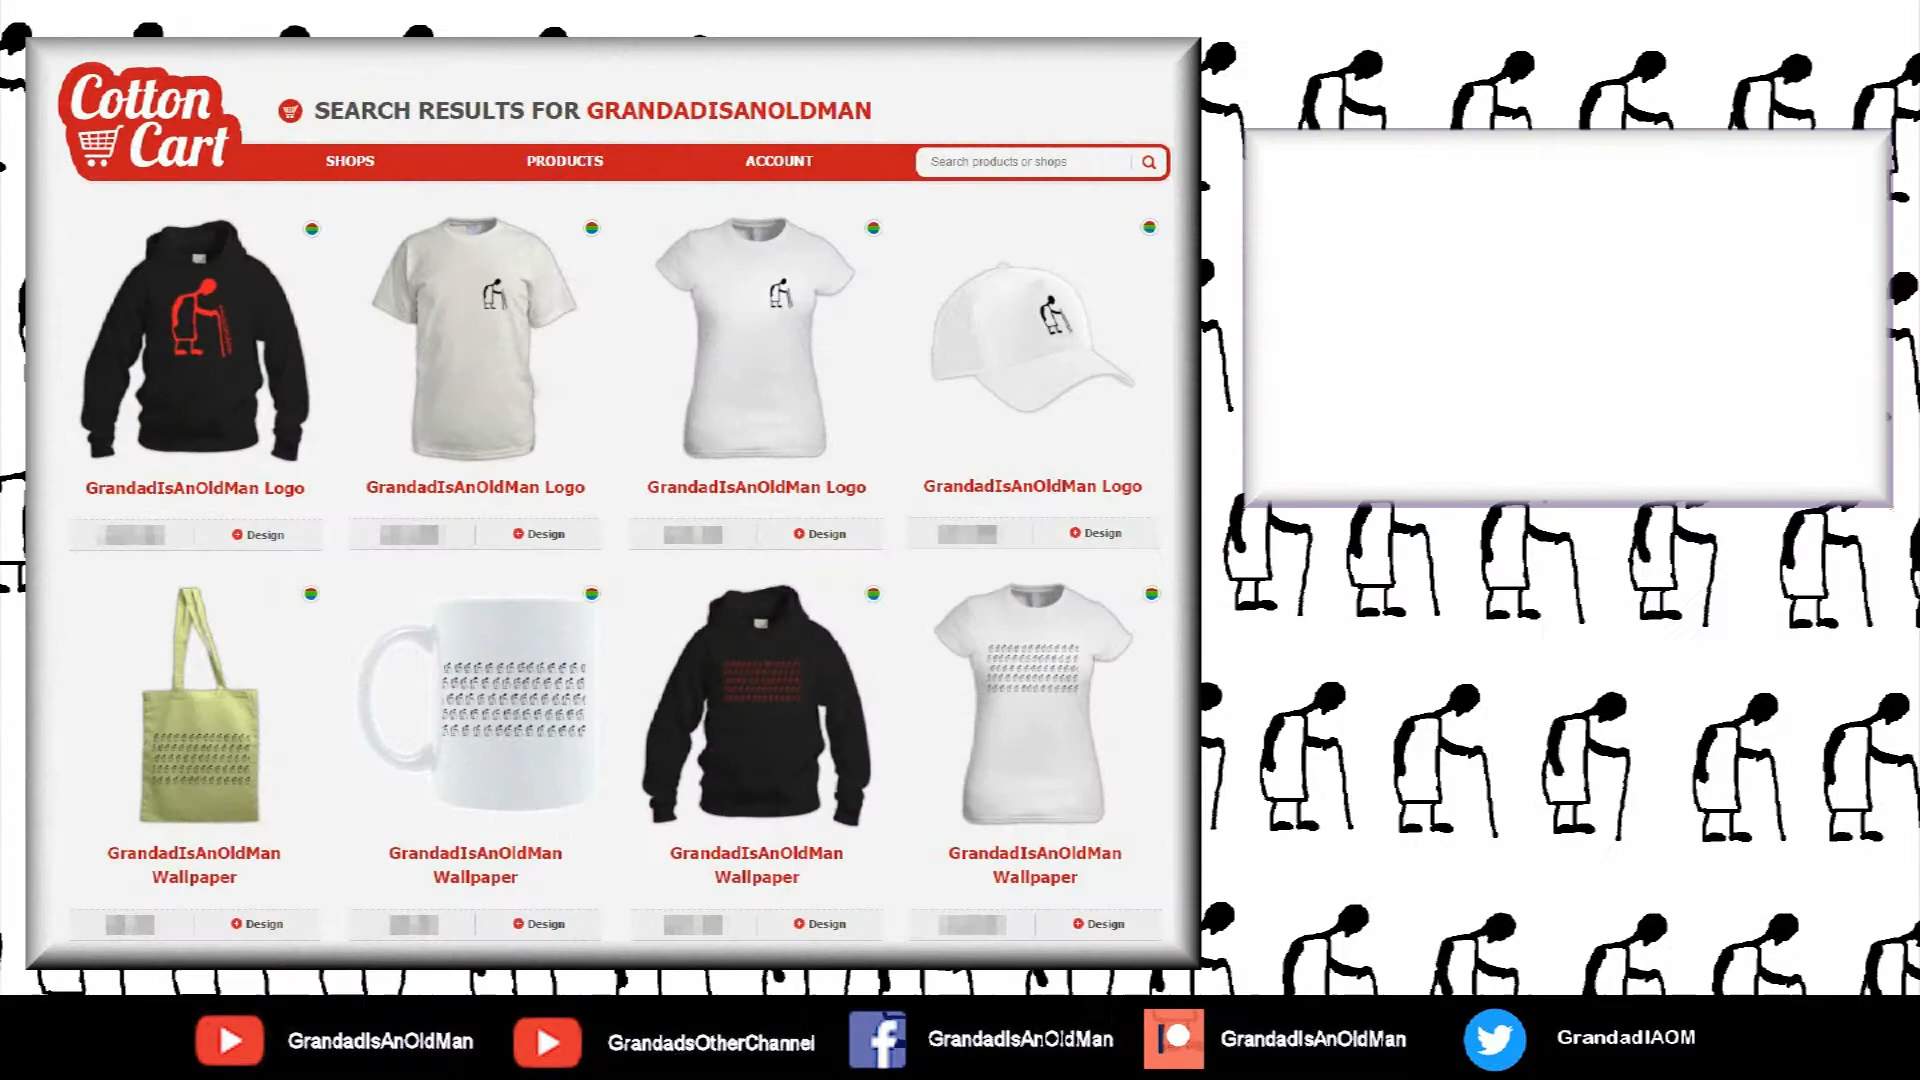 Cotton
Cart
SEARCH RESULTS FOR GRANDADISANOLDMAN
SHOPS PRODUCTS ACCOUNT Search products or shops
GrandadIsAnOldMan Logo GrandadIsAnOldMan Logo GrandadIsAnOldMan Logo GrandadIsAnOldMan Logo
Design Design Design Design
GrandadIsAnOldMan GrandadIsAnOldMan GrandadIsAnOldMan GrandadIsAnOldMan
Wallpaper Wallpaper Wallpaper Wallpaper
Design Design Design Design
GrandadIsAnOldMan GrandadsOtherChannel GrandadIsAnOldMan GrandadIsAnOldMan GrandadIAOM